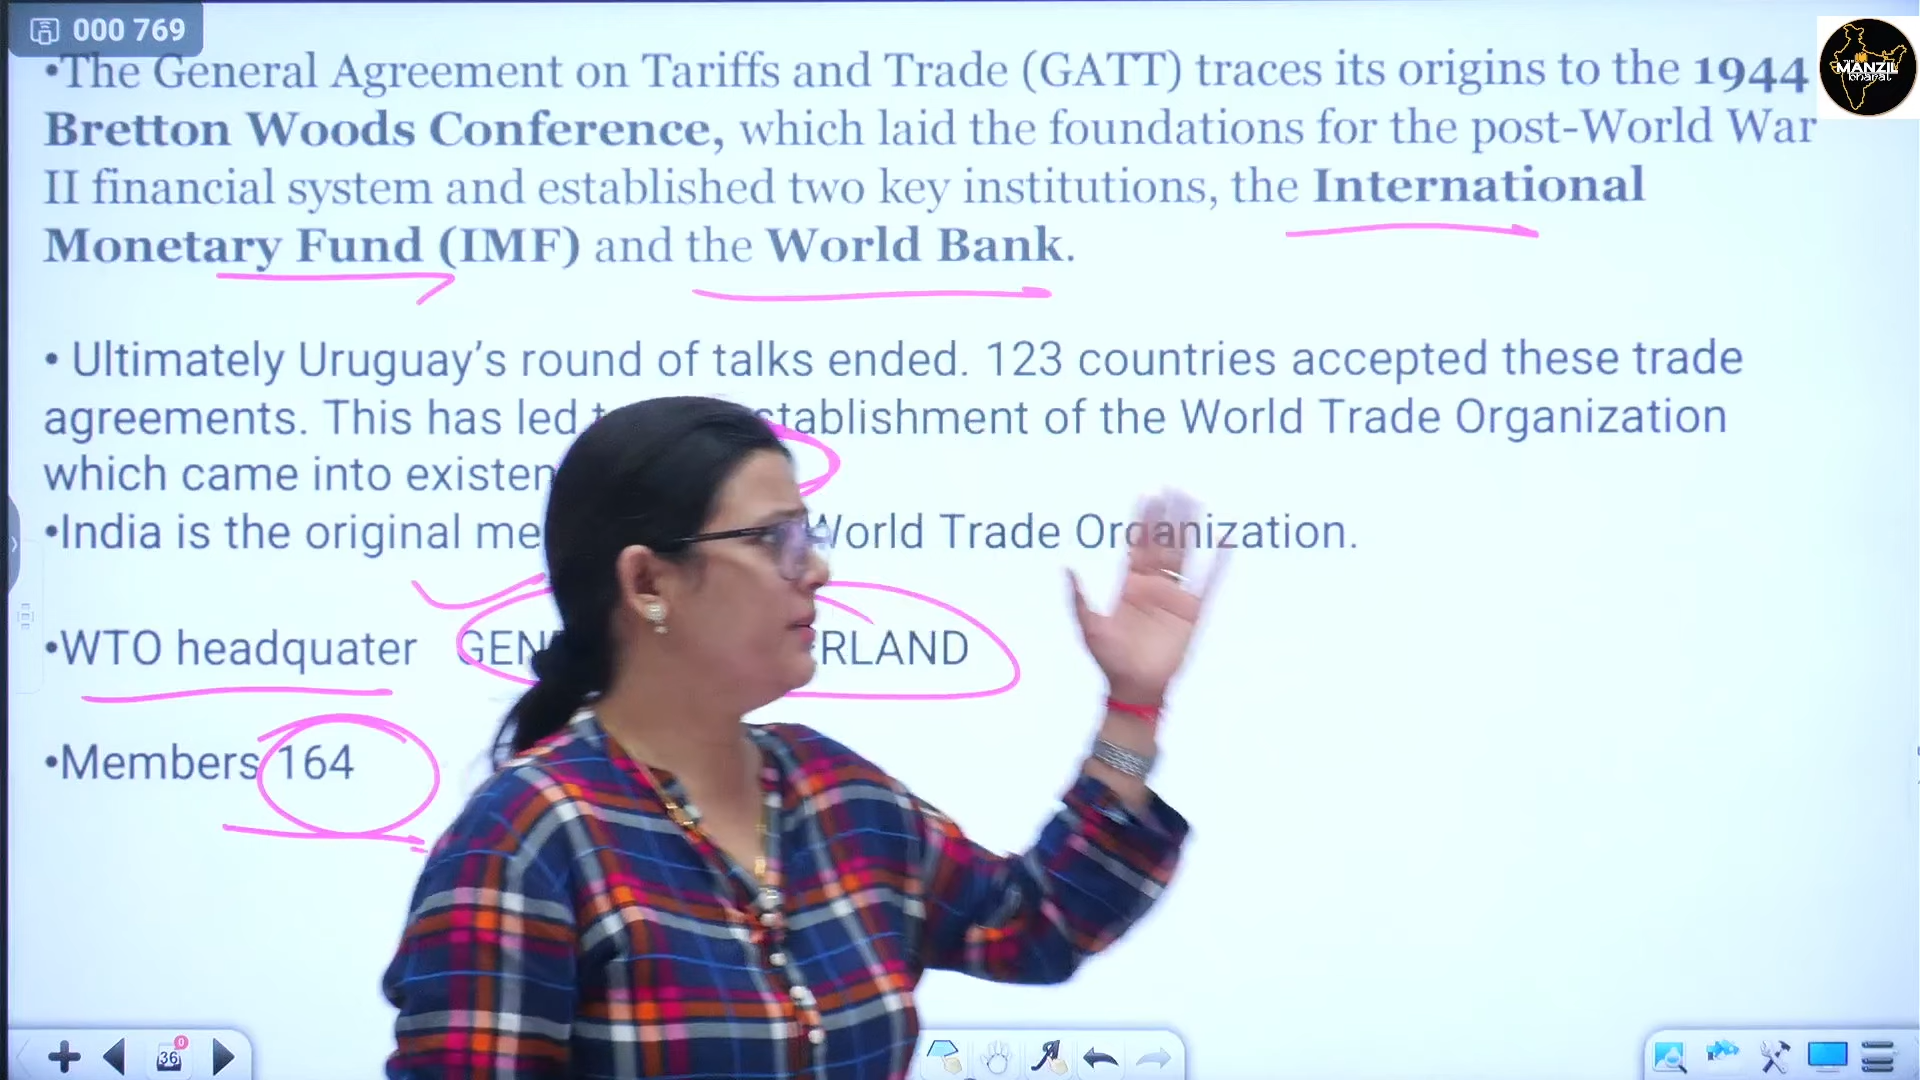 000 769
•The General Agreement on Tariffs and Trade (GATT) traces its origins to the 1944
MANZIL
bharat
Bretton Woods Conference, which laid the foundations for the post-World War
II financial system and established two key institutions, the International
Monetary Fund (IMF) and the World Bank.
• Ultimately Uruguay's round of talks ended. 123 countries accepted these trade
agreements. This has led tablishment of the World Trade Organization
which came into existen
•India is the original me World Trade Organization.
•WTO headquater GEN RLAND
•Members 164
0
36